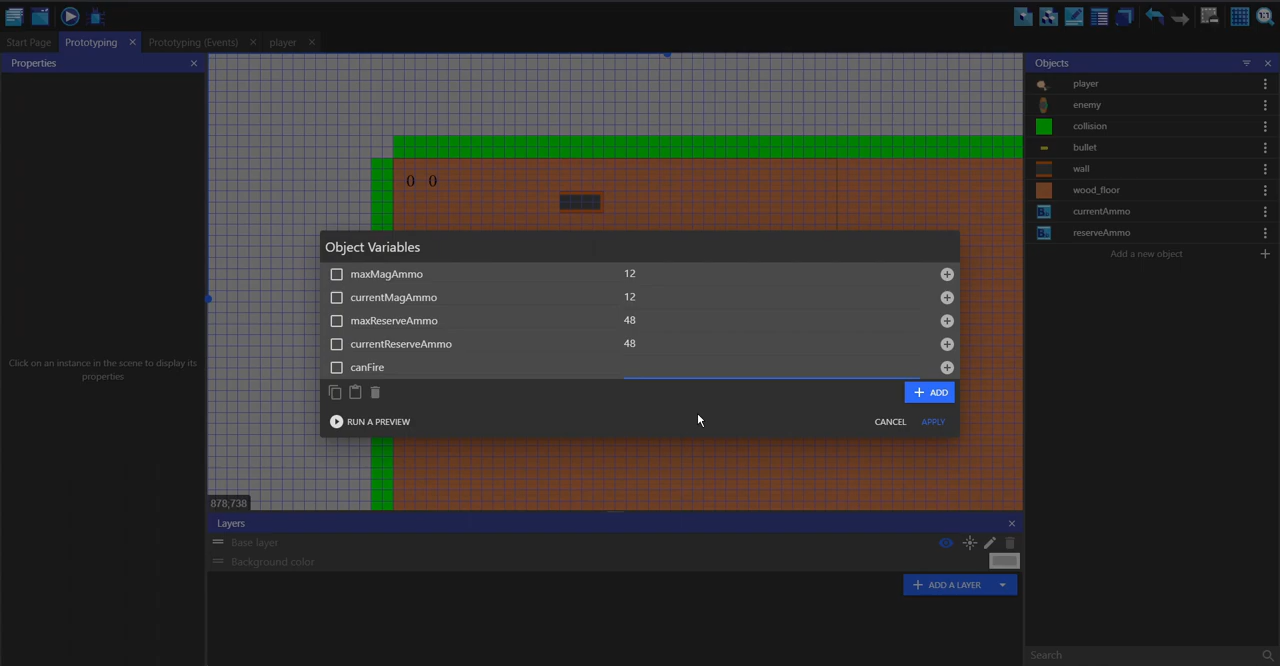 Start Page
Prototyping
Prototyping (Events)
player
Properties
Click on an instance in the scene to display its
properties
0 0
Object Variables
maxMagAmmo 12
currentMagAmmo 12
maxReserveAmmo 48
currentReserveAmmo 48
canFire
ADD
RUN A PREVIEW
CANCEL
APPLY
878;738
Layers
Base layer
Background color
ADD A LAYER
Objects
player
enemy
collision
bullet
wall
wood_floor
currentAmmo
reserveAmmo
Add a new object
Search